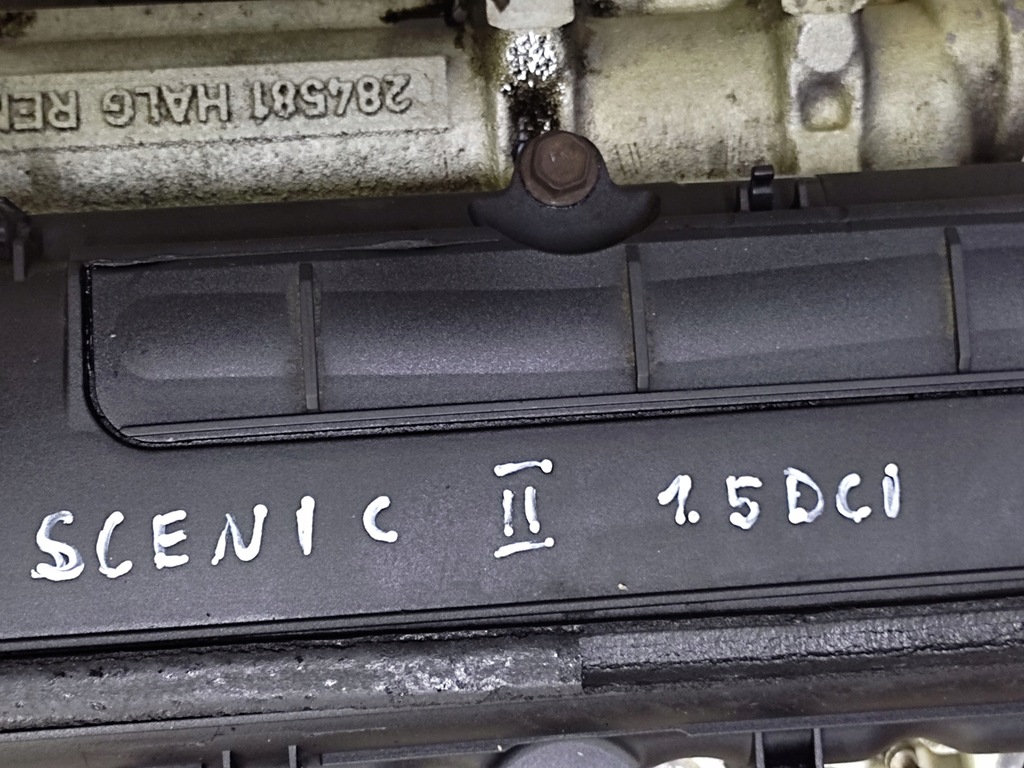 284581 HALG
SCENIC II 1.5DCI